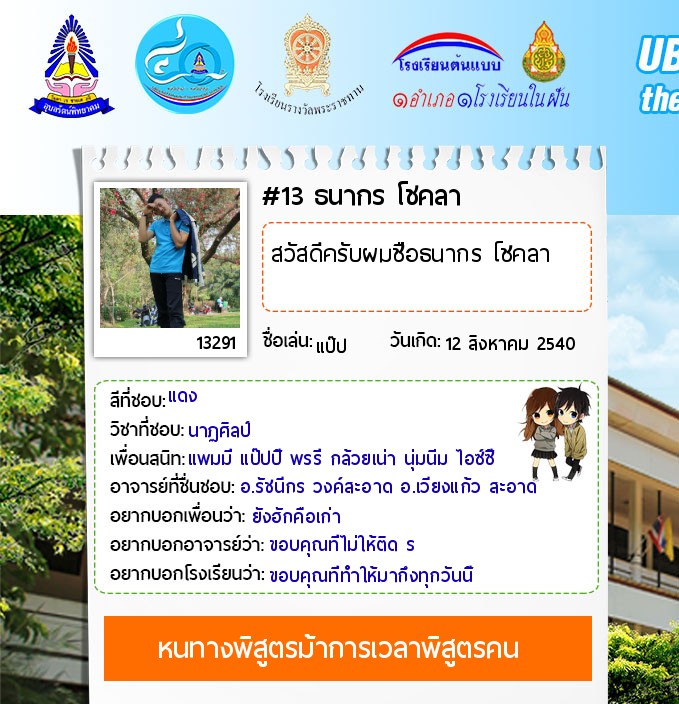 อุบลรัตน์พิทยาคม
โรงเรียนรางวัลพระราชทาน
โรงเรียนต้นแบบ
๑อำเภอ๑โรงเรียนในฝัน
UB
the
#13 ธนากร โชคลา
สวัสดีครับผมชื่อธนากร โชคลา
13291
ชื่อเล่น: แป๊ป วันเกิด: 12 สิงหาคม 2540
สีที่ชอบ: แดง
วิชาที่ชอบ: นาฏศิลป์
เพื่อนสนิท: แพมมี่ แป๊ปปี้ พรรี่ กล้วยเน่า นุ่มนิ่ม ไอซ์ซี่
อาจารย์ที่ชื่นชอบ: อ.รัชนีกร วงค์สะอาด อ.เวียงแก้ว สะอาด
อยากบอกเพื่อนว่า: ยังฮักคือเก่า
อยากบอกอาจารย์ว่า: ขอบคุณที่ไม่ให้ติด ร
อยากบอกโรงเรียนว่า: ขอบคุณที่ทำให้มาถึงทุกวันนี้
หนทางพิสูตรม้าการเวลาพิสูตรคน